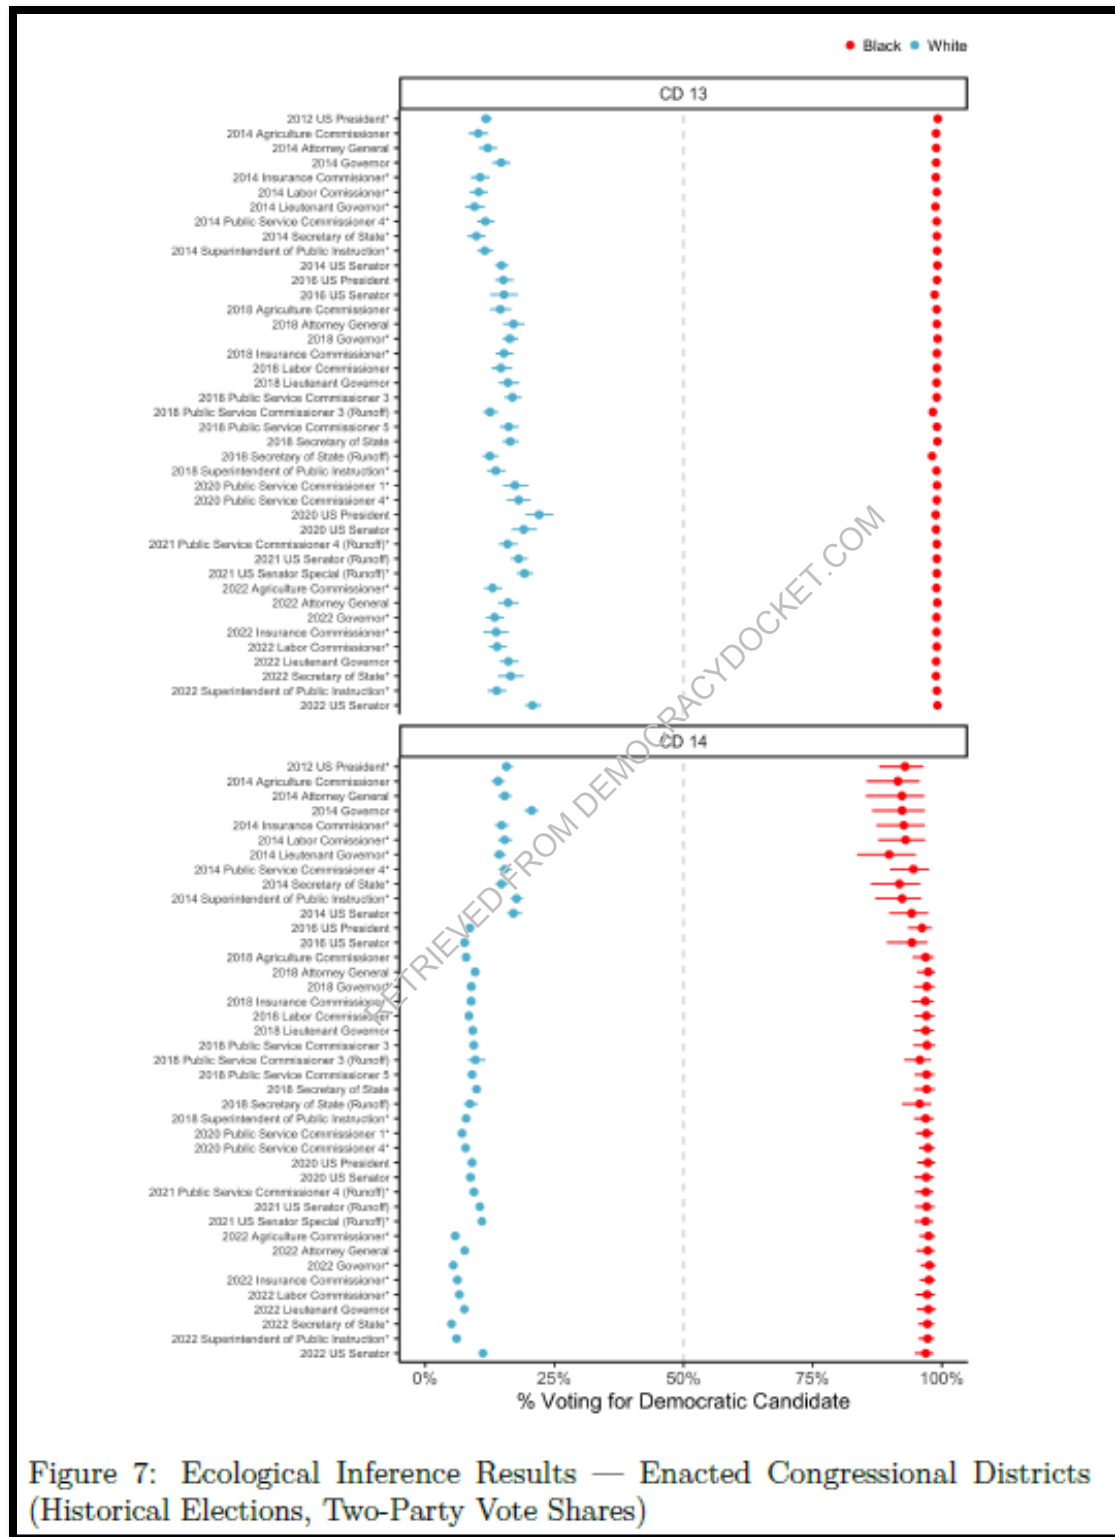 Black White
CD 13
2012 US President*
2014 Agriculture Commissioner
2014 Attorney General
2014 Governor
2014 Insurance Commisioner*
2014 Labor Comissioner*
2014 Lieutenant Governor*
2014 Public Service Commissioner 4*
2014 Secretary of State*
2014 Superintendent of Public Instruction*
2014 US Senator
2016 US President
2016 US Senator
2018 Agriculture Commissioner
2018 Attorney General
2018 Governor*
2018 Insurance Commissioner*
2018 Labor Commissioner
2018 Lieutenant Governor
2018 Public Service Commissioner 3
2018 Public Service Commissioner 3 (Runoff)
2018 Public Service Commissioner 5
2018 Secretary of State
2018 Secretary of State (Runoff)
2018 Superintendent of Public Instruction*
2020 Public Service Commissioner 1*
2020 Public Service Commissioner 4*
2020 US President
2020 US Senator
2021 Public Service Commissioner 4 (Runoff)*
2021 US Senator (Runoff)
2021 US Senator Special (Runoff)*
2022 Agriculture Commissioner*
2022 Attorney General
2022 Governor*
2022 Insurance Commissioner*
2022 Labor Commissioner*
2022 Lieutenant Governor
2022 Secretary of State*
2022 Superintendent of Public Instruction*
2022 US Senator
CD 14
2012 US President*
2014 Agriculture Commissioner
2014 Attorney General
2014 Governor
2014 Insurance Commisioner*
2014 Labor Comissioner*
2014 Lieutenant Governor*
2014 Public Service Commissioner 4*
2014 Secretary of State*
2014 Superintendent of Public Instruction*
2014 US Senator
2016 US President
2016 US Senator
2018 Agriculture Commissioner
2018 Attorney General
2018 Governor*
2018 Insurance Commissioner*
2018 Labor Commissioner
2018 Lieutenant Governor
2018 Public Service Commissioner 3
2018 Public Service Commissioner 3 (Runoff)
2018 Public Service Commissioner 5
2018 Secretary of State
2018 Secretary of State (Runoff)
2018 Superintendent of Public Instruction*
2020 Public Service Commissioner 1*
2020 Public Service Commissioner 4*
2020 US President
2020 US Senator
2021 Public Service Commissioner 4 (Runoff)*
2021 US Senator (Runoff)
2021 US Senator Special (Runoff)*
2022 Agriculture Commissioner*
2022 Attorney General
2022 Governor*
2022 Insurance Commissioner*
2022 Labor Commissioner*
2022 Lieutenant Governor
2022 Secretary of State*
2022 Superintendent of Public Instruction*
2022 US Senator
0% 25% 50% 75% 100%
% Voting for Democratic Candidate
RETRIEVED FROM DEMOCRACYDOCKET.COM
Figure 7: Ecological Inference Results — Enacted Congressional Districts
(Historical Elections, Two-Party Vote Shares)